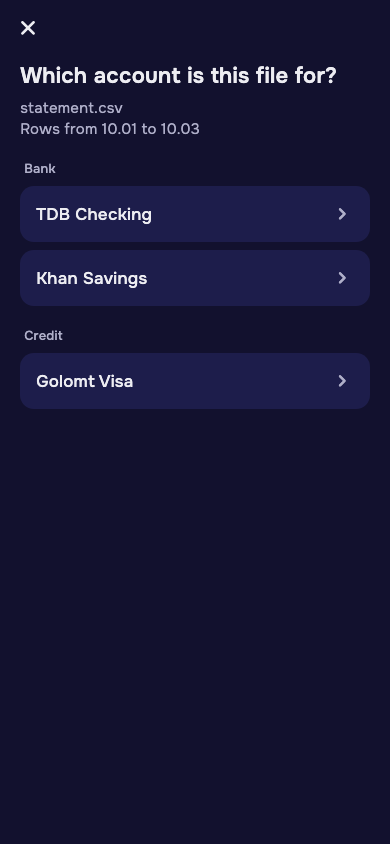 Which account is this file for?
statement.csv
Rows from 10.01 to 10.03
Bank
TDB Checking
Khan Savings
Credit
Golomt Visa